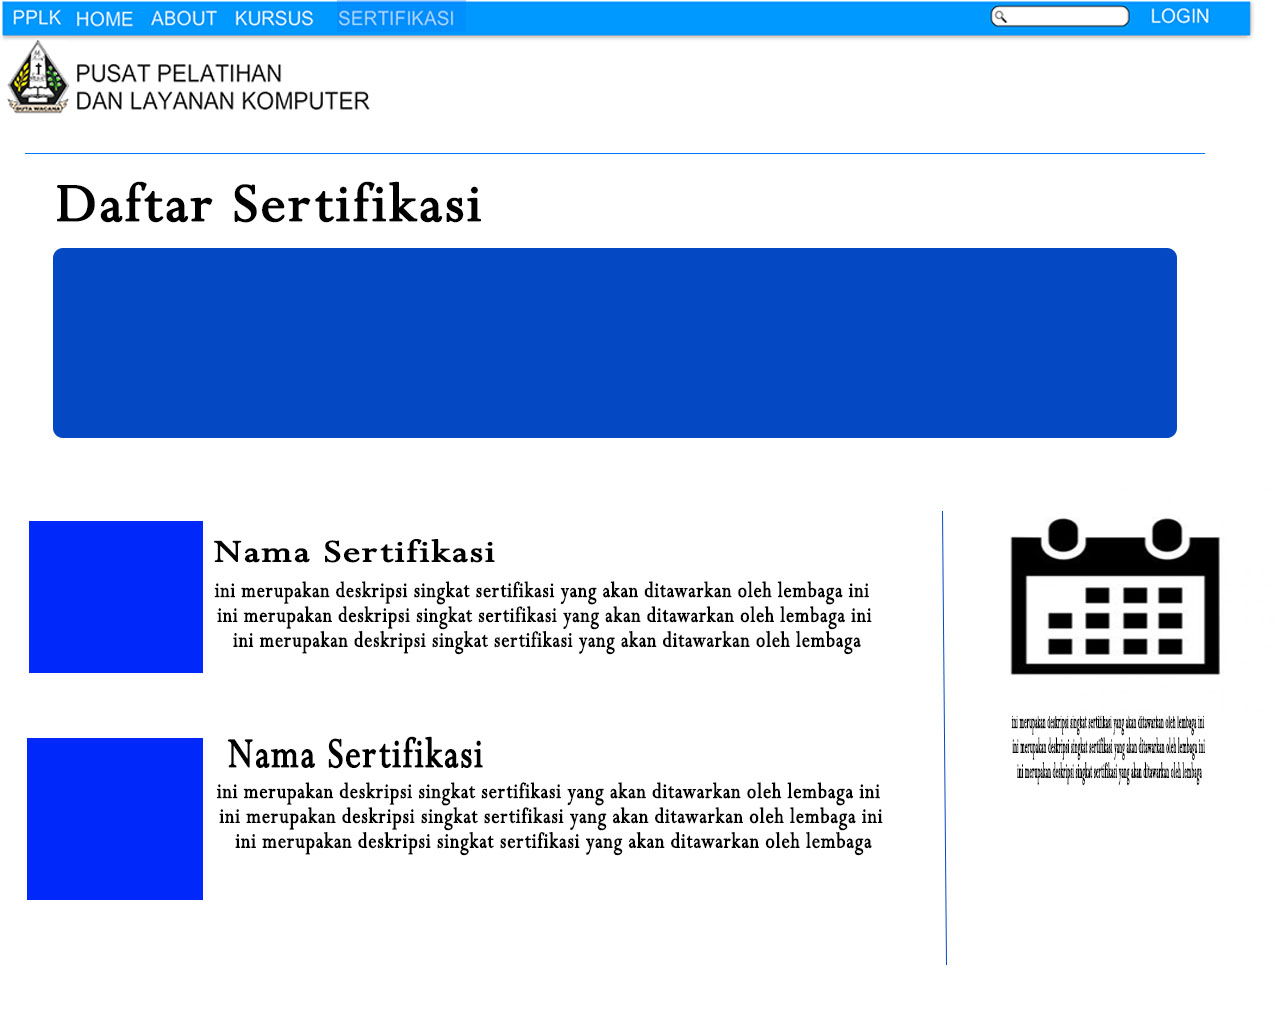 PPLK HOME ABOUT KURSUS SERTIFIKASI LOGIN
PUSAT PELATIHAN
DAN LAYANAN KOMPUTER
DUTA WACANA
Daftar Sertifikasi
Nama Sertifikasi
ini merupakan deskripsi singkat sertifikasi yang akan ditawarkan oleh lembaga ini
ini merupakan deskripsi singkat sertifikasi yang akan ditawarkan oleh lembaga ini
ini merupakan deskripsi singkat sertifikasi yang akan ditawarkan oleh lembaga
Nama Sertifikasi
ini merupakan deskripsi singkat sertifikasi yang akan ditawarkan oleh lembaga ini
ini merupakan deskripsi singkat sertifikasi yang akan ditawarkan oleh lembaga ini
ini merupakan deskripsi singkat sertifikasi yang akan ditawarkan oleh lembaga
ini merupakan deskripsi singkat sertifikasi yang akan ditawarkan oleh lembaga ini
ini merupakan deskripsi singkat sertifikasi yang akan ditawarkan oleh lembaga ini
ini merupakan deskripsi singkat sertifikasi yang akan ditawarkan oleh lembaga